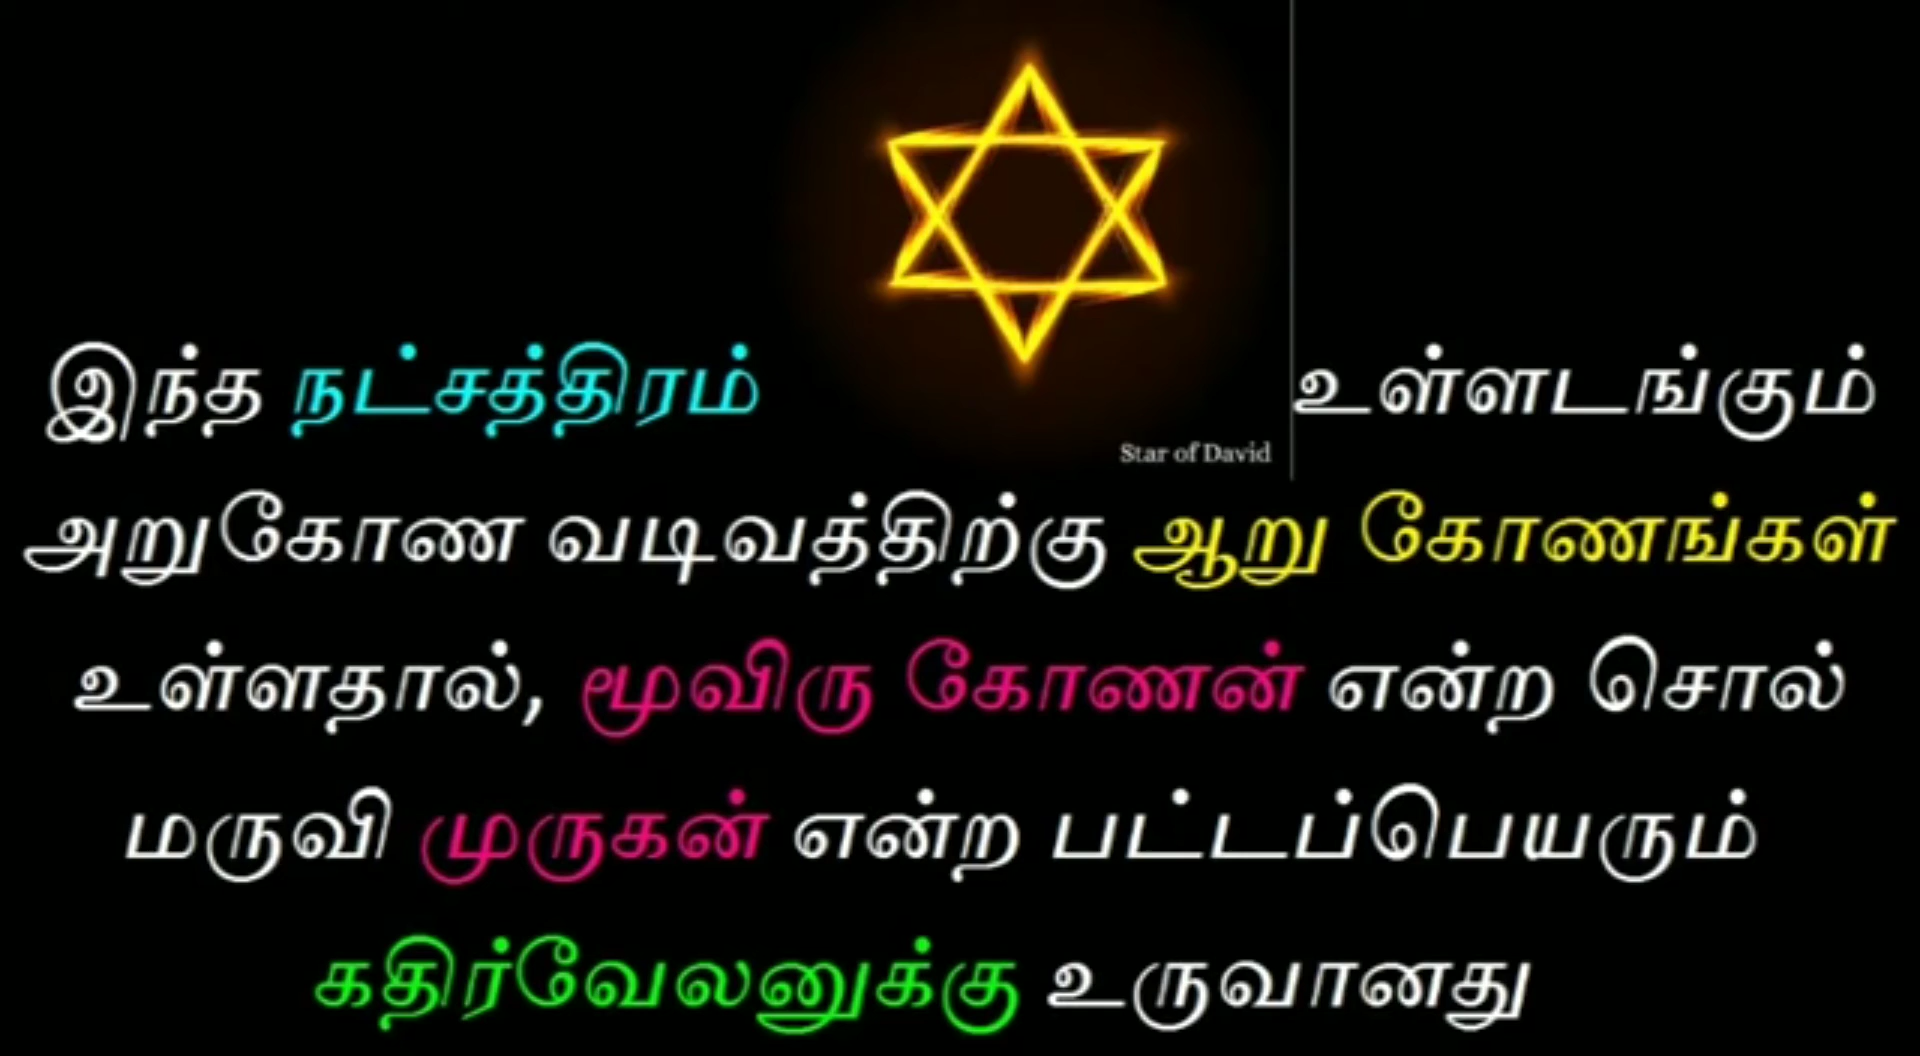 Star of David
இந்த நட்சத்திரம் உள்ளடங்கும்
அறுகோண வடிவத்திற்கு ஆறு கோணங்கள்
உள்ளதால், மூவிரு கோணன் என்ற சொல்
மருவி முருகன் என்ற பட்டப்பெயரும்
கதிர்வேலனுக்கு உருவானது